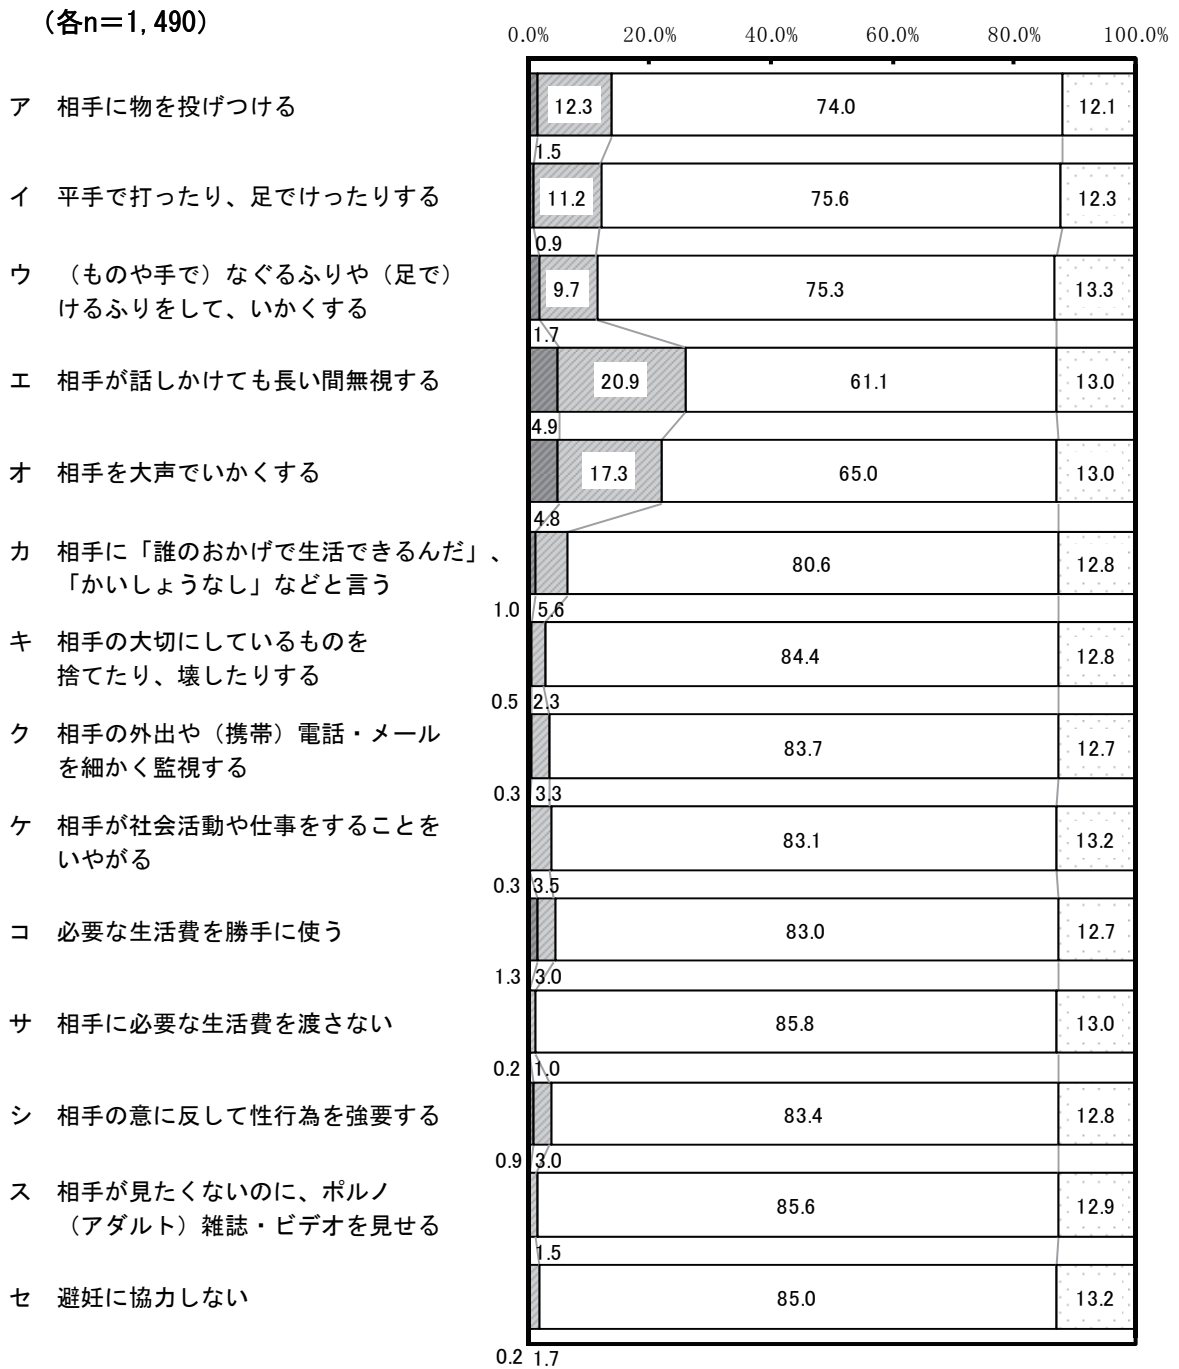 （各n＝1,490）
0.0% 20.0% 40.0% 60.0% 80.0% 100.0%
ア 相手に物を投げつける 12.3 74.0 12.1
1.5
イ 平手で打ったり、足でけったりする 11.2 75.6 12.3
0.9
ウ （ものや手で）なぐるふりや（足で）
けるふりをして、いかくする 9.7 75.3 13.3
1.7
エ 相手が話しかけても長い間無視する 20.9 61.1 13.0
4.9
オ 相手を大声でいかくする 17.3 65.0 13.0
4.8
カ 相手に「誰のおかげで生活できるんだ」、
「かいしょうなし」などと言う 80.6 12.8
1.0 5.6
キ 相手の大切にしているものを
捨てたり、壊したりする 84.4 12.8
0.5 2.3
ク 相手の外出や（携帯）電話・メール
を細かく監視する 83.7 12.7
0.3 3.3
ケ 相手が社会活動や仕事をすることを
いやがる 83.1 13.2
0.3 3.5
コ 必要な生活費を勝手に使う 83.0 12.7
1.3 3.0
サ 相手に必要な生活費を渡さない 85.8 13.0
0.2 1.0
シ 相手の意に反して性行為を強要する 83.4 12.8
0.9 3.0
ス 相手が見たくないのに、ポルノ
（アダルト）雑誌・ビデオを見せる 85.6 12.9
1.5
セ 避妊に協力しない 85.0 13.2
0.2 1.7